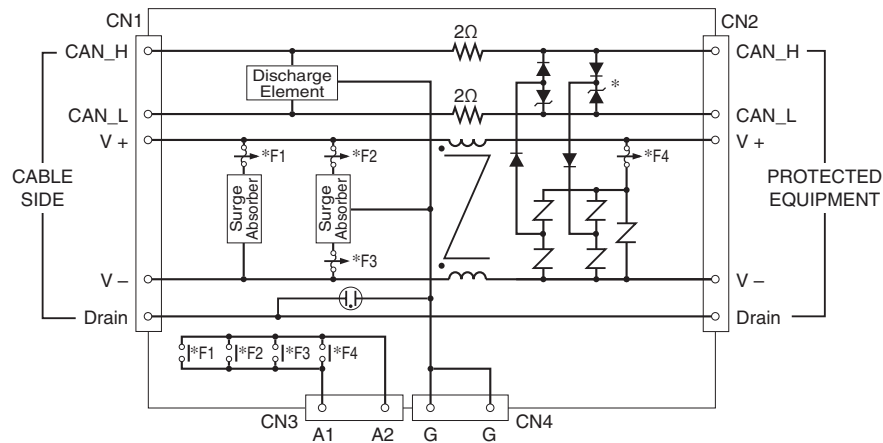 CN1
CN2
CAN_H
2Ω
CAN_H
Discharge
Element
*
CAN_L
2Ω
CAN_L
V +
V +
*F1
*F2
*F4
CABLE
SIDE
Surge
Absorber
Surge
Absorber
PROTECTED
EQUIPMENT
*F3
V –
V –
Drain
Drain
*F1
*F2
*F3
*F4
CN3
CN4
A1
A2
G
G